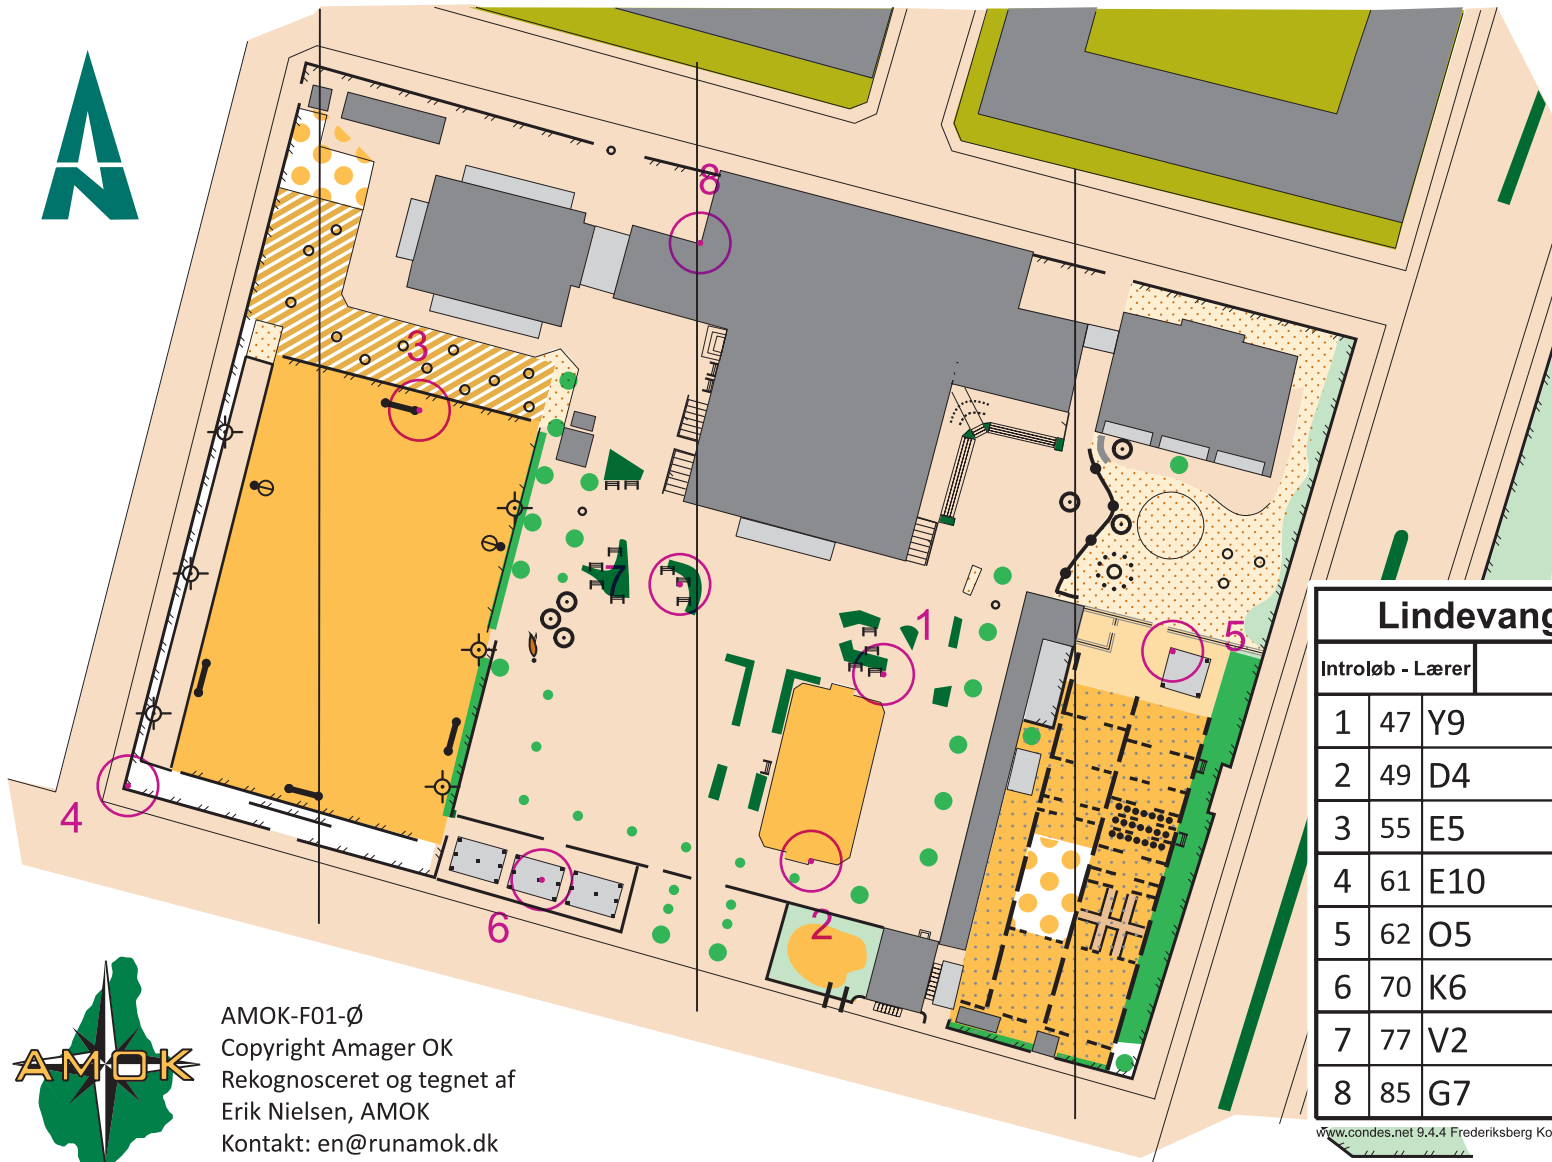 8
3
7
1
5
4
6
2
Lindevang
Introløb - Lærer
1 47 Y9
2 49 D4
3 55 E5
4 61 E10
5 62 O5
6 70 K6
7 77 V2
8 85 G7
www.condes.net 9.4.4 Frederiksberg Ko
AMOK
AMOK-F01-Ø
Copyright Amager OK
Rekognosceret og tegnet af
Erik Nielsen, AMOK
Kontakt: en@runamok.dk